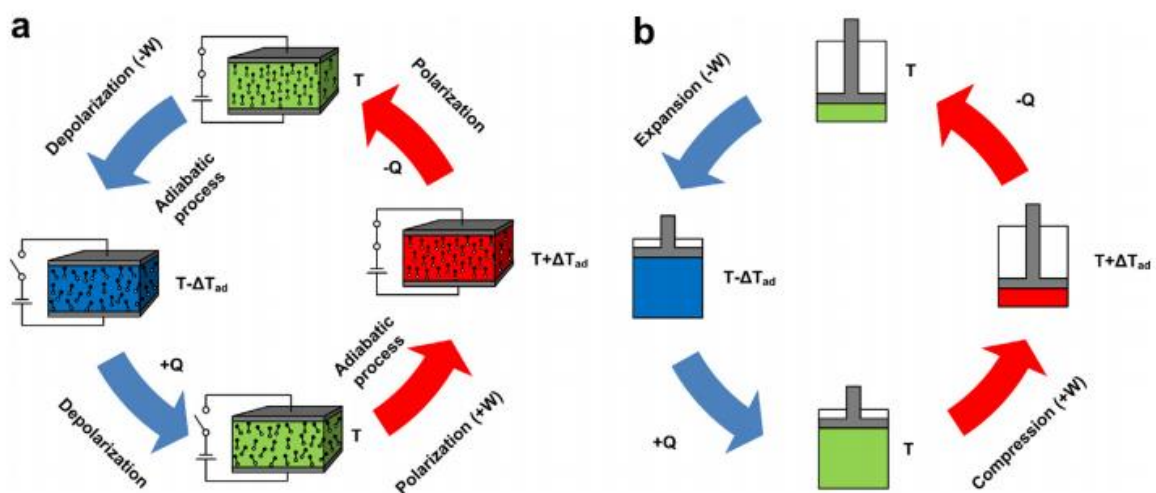 a
Depolarization (-W)
Adiabatic
process
T
Polarization
-Q
T-ΔTad
T+ΔTad
+Q
Depolarization
Adiabatic
process
T
Polarization (+W)
b
Expansion (-W)
T
-Q
T-ΔTad
T+ΔTad
+Q
T
Compression (+W)